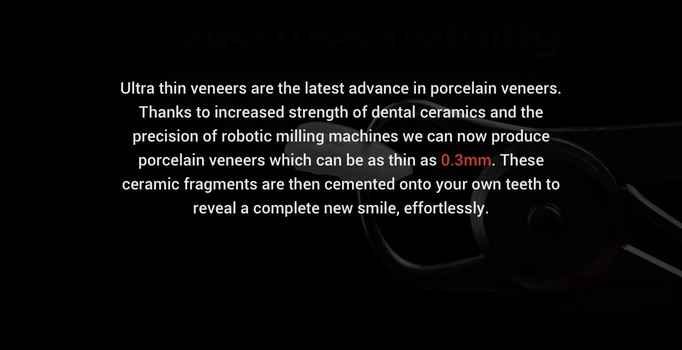 Ultra thin veneers are the latest advance in porcelain veneers.
Thanks to increased strength of dental ceramics and the
precision of robotic milling machines we can now produce
porcelain veneers which can be as thin as 0.3mm. These
ceramic fragments are then cemented onto your own teeth to
reveal a complete new smile, effortlessly.